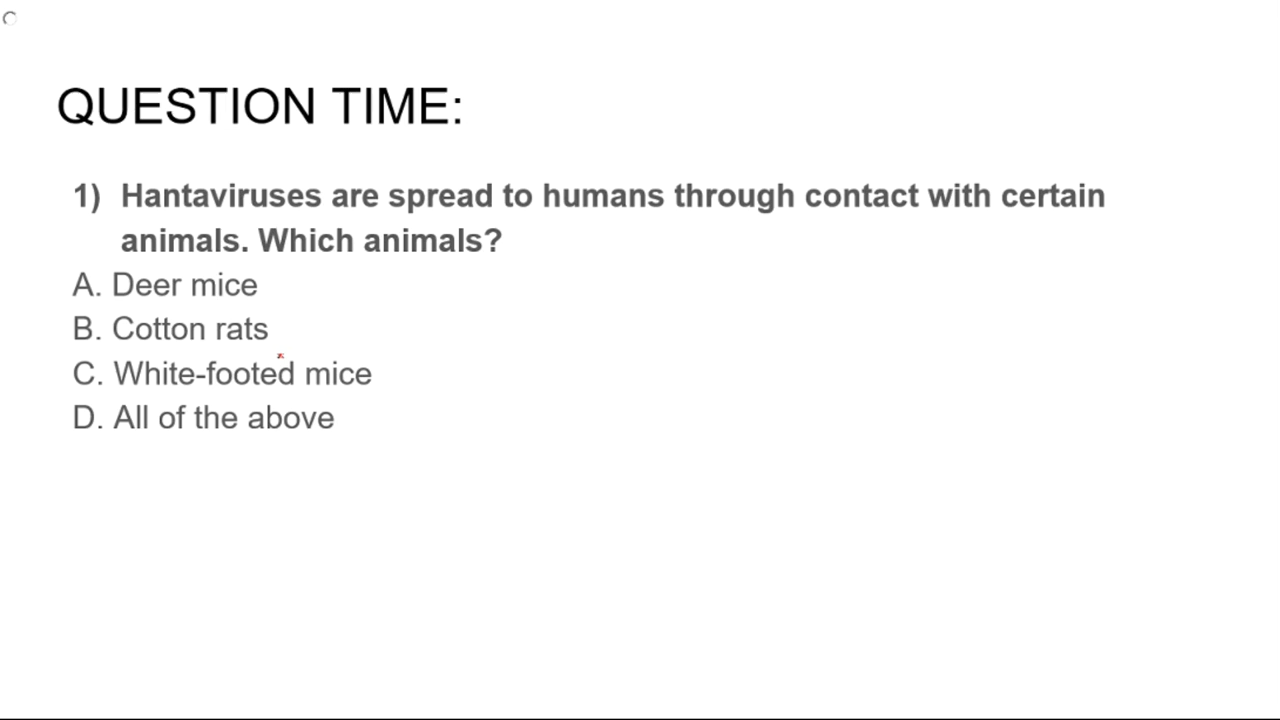 QUESTION TIME:
1) Hantaviruses are spread to humans through contact with certain
animals. Which animals?
A. Deer mice
B. Cotton rats
C. White-footed mice
D. All of the above